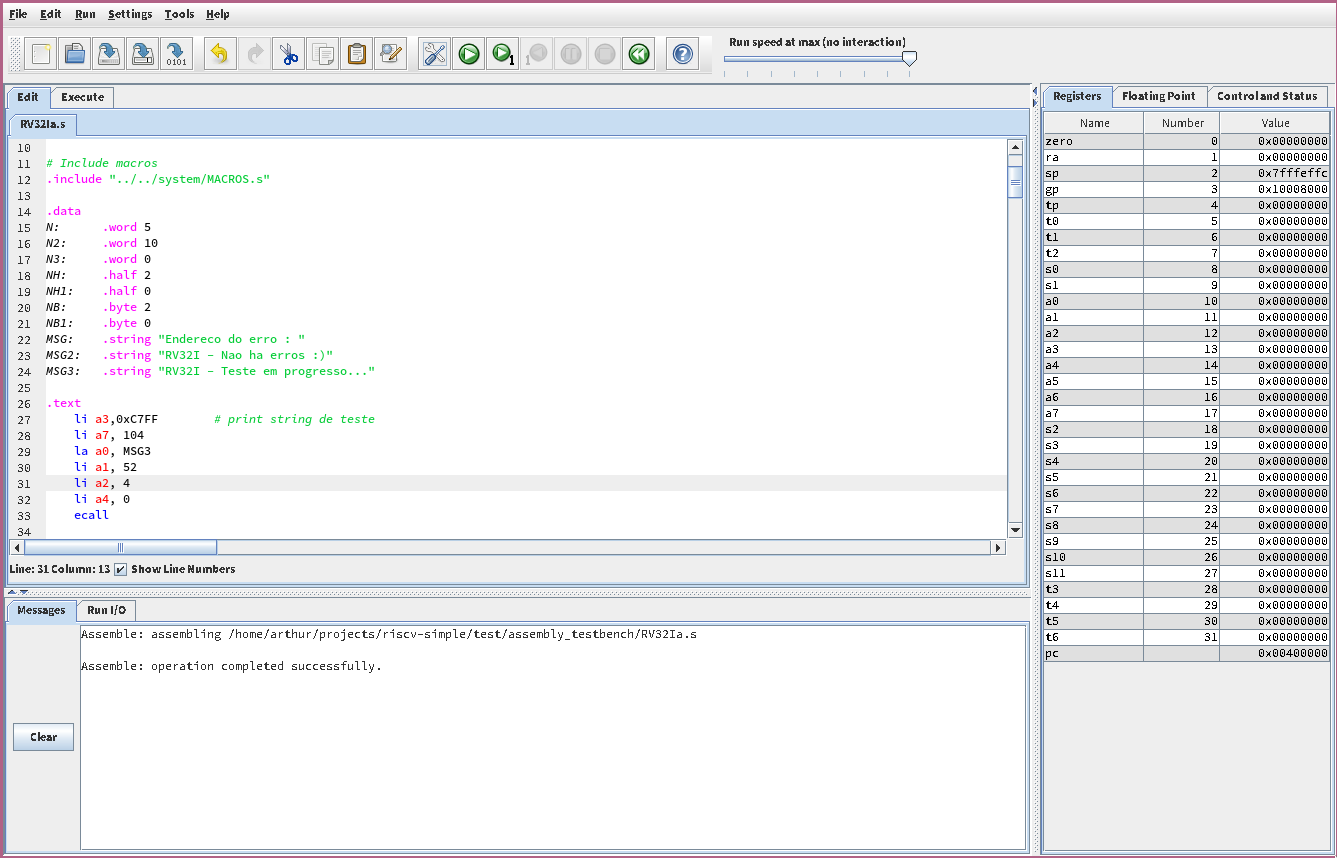 File Edit Run Settings Tools Help
0101 1 1 Run speed at max (no interaction)
Edit Execute
RV32Ia.s
10
11 # Include macros
12 .include "../../system/MACROS.s"
13
14 .data
15 N: .word 5
16 N2: .word 10
17 N3: .word 0
18 NH: .half 2
19 NH1: .half 0
20 NB: .byte 2
21 NB1: .byte 0
22 MSG: .string "Endereco do erro : "
23 MSG2: .string "RV32I - Nao ha erros :)"
24 MSG3: .string "RV32I - Teste em progresso..."
25
26 .text
27 li a3,0xC7FF # print string de teste
28 li a7, 104
29 la a0, MSG3
30 li a1, 52
31 li a2, 4
32 li a4, 0
33 ecall
34
Line: 31 Column: 13 Show Line Numbers
Messages Run I/O
Assemble: assembling /home/arthur/projects/riscv-simple/test/assembly_testbench/RV32Ia.s
Assemble: operation completed successfully.
Clear
Registers Floating Point Control and Status
Name Number Value
zero 0 0x00000000
ra 1 0x00000000
sp 2 0x7fffeffc
gp 3 0x10008000
tp 4 0x00000000
t0 5 0x00000000
t1 6 0x00000000
t2 7 0x00000000
s0 8 0x00000000
s1 9 0x00000000
a0 10 0x00000000
a1 11 0x00000000
a2 12 0x00000000
a3 13 0x00000000
a4 14 0x00000000
a5 15 0x00000000
a6 16 0x00000000
a7 17 0x00000000
s2 18 0x00000000
s3 19 0x00000000
s4 20 0x00000000
s5 21 0x00000000
s6 22 0x00000000
s7 23 0x00000000
s8 24 0x00000000
s9 25 0x00000000
s10 26 0x00000000
s11 27 0x00000000
t3 28 0x00000000
t4 29 0x00000000
t5 30 0x00000000
t6 31 0x00000000
pc 0x00400000